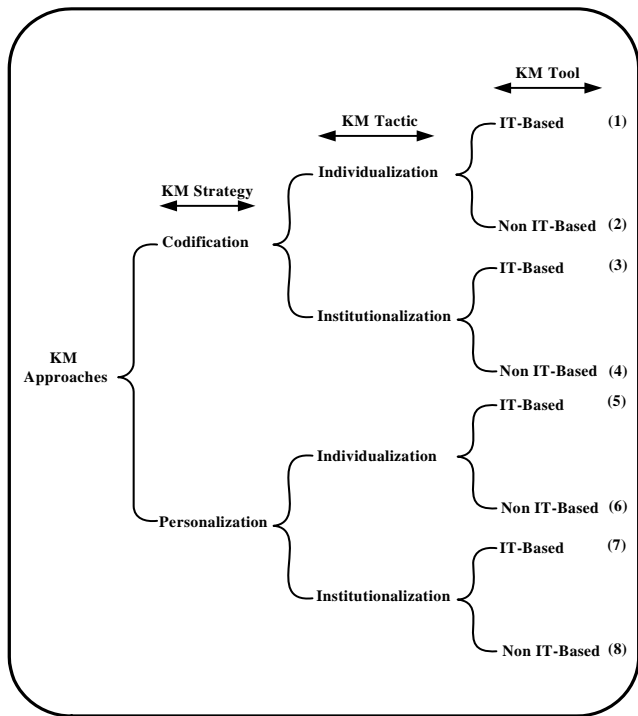 KM Tool
IT-Based (1)
KM Tactic
Individualization
KM Strategy
Non IT-Based (2)
Codification
IT-Based (3)
Institutionalization
KM
Approaches
Non IT-Based (4)
IT-Based (5)
Individualization
Non IT-Based (6)
Personalization
IT-Based (7)
Institutionalization
Non IT-Based (8)